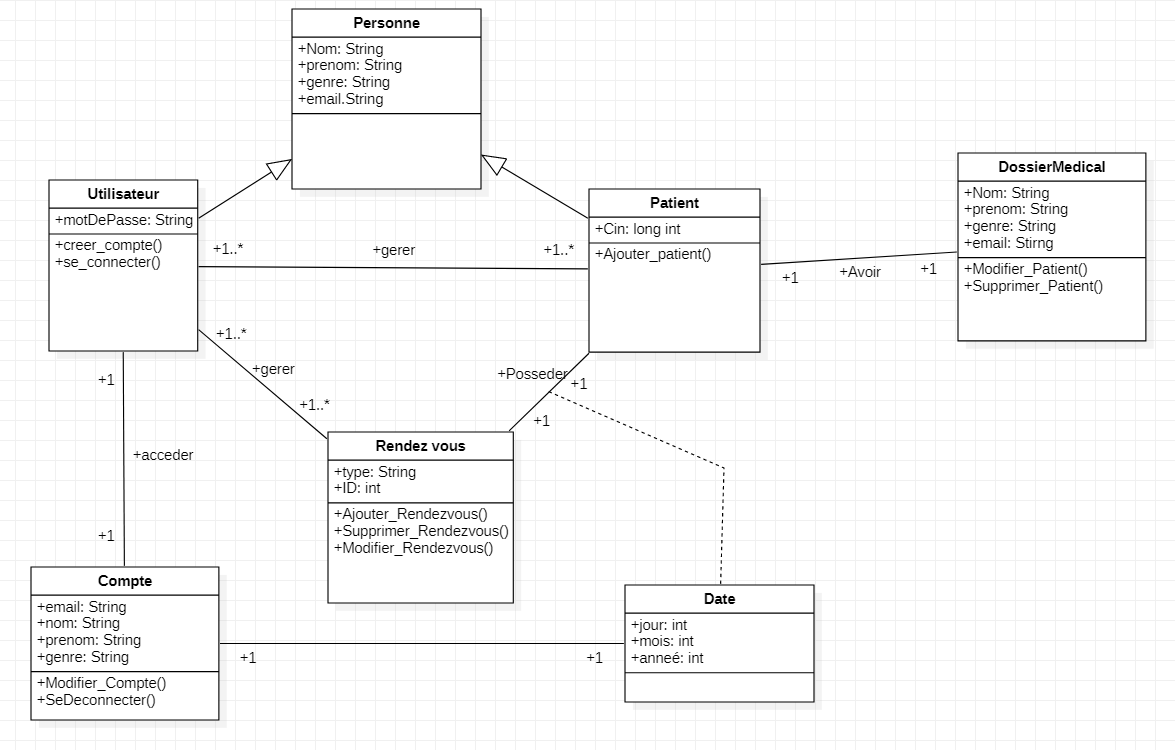 Personne
+Nom: String
+prenom: String
+genre: String
+email.String
Utilisateur
+motDePasse: String
+creer_compte()
+se_connecter()
Patient
+Cin: long int
+Ajouter_patient()
DossierMedical
+Nom: String
+prenom: String
+genre: String
+email: Stirng
+Modifier_Patient()
+Supprimer_Patient()
+1..*
+gerer
+1..*
+1
+Avoir
+1
+1..*
+gerer
+1..*
+Posseder
+1
+1
+1
+acceder
+1
Rendez vous
+type: String
+ID: int
+Ajouter_Rendezvous()
+Supprimer_Rendezvous()
+Modifier_Rendezvous()
Compte
+email: String
+nom: String
+prenom: String
+genre: String
+Modifier_Compte()
+SeDeconnecter()
+1
+1
Date
+jour: int
+mois: int
+anneé: int